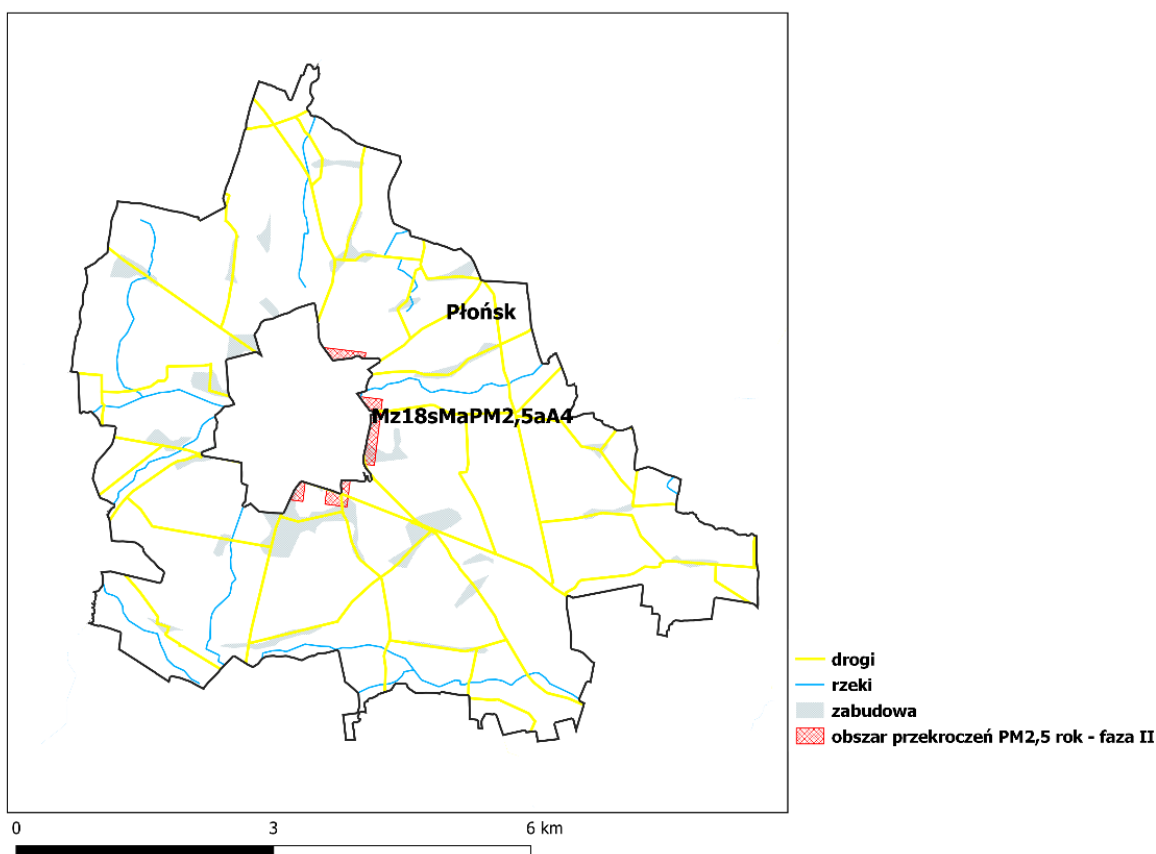 Płońsk
Mz18sMaPM2,5aA4
drogi
rzeki
zabudowa
obszar przekroczeń PM2,5 rok - faza II
0 3 6 km